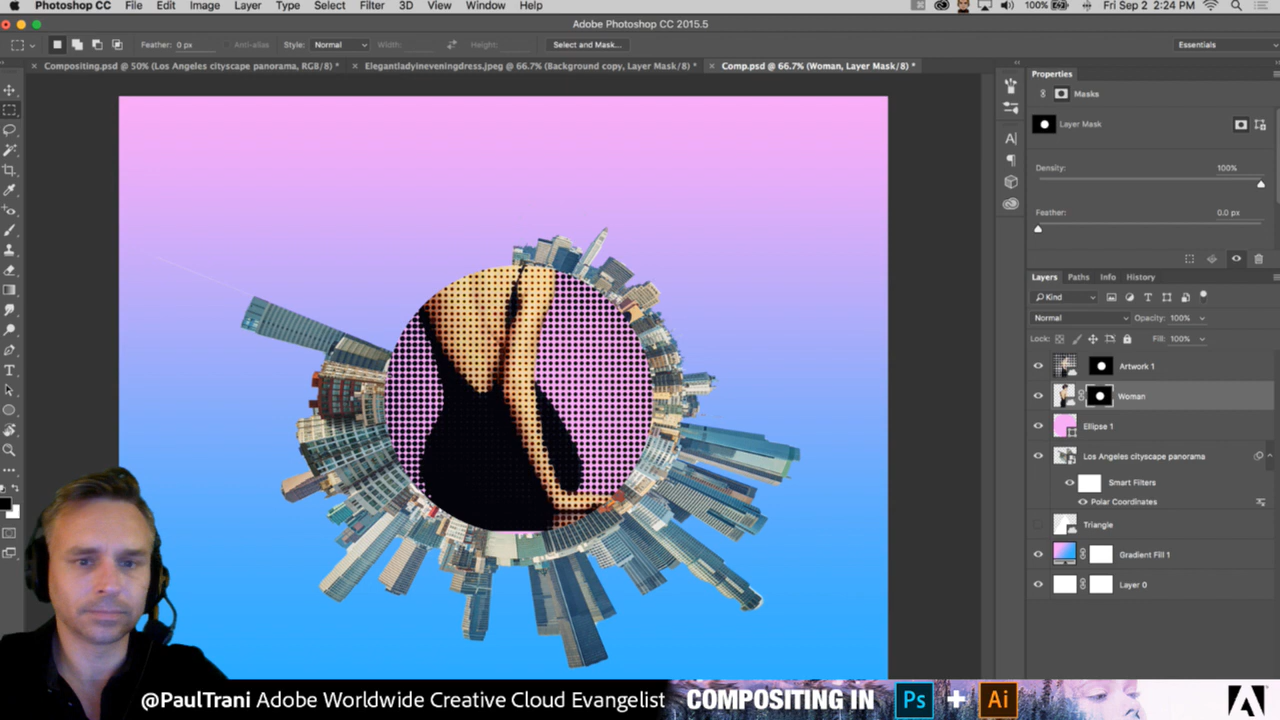 Photoshop CC File Edit Image Layer Type Select Filter 3D View Window Help 100% Fri Sep 2 2:24 PM
Adobe Photoshop CC 2015.5
Feather: 0 px Anti-alias Style: Normal Width: Height: Select and Mask... Essentials
Compositing.psd @ 50% (Los Angeles cityscape panorama, RGB/8) * Elegantladyineveningdress.jpeg @ 66.7% (Background copy, Layer Mask/8) * Comp.psd @ 66.7% (Woman, Layer Mask/8) *
Properties
Masks
Layer Mask
Density: 100%
Feather: 0.0 px
Layers Paths Info History
Kind
Normal Opacity: 100%
Lock: Fill: 100%
Artwork 1
Woman
Ellipse 1
Los Angeles cityscape panorama
Smart Filters
Polar Coordinates
Triangle
Gradient Fill 1
Layer 0
@PaulTrani Adobe Worldwide Creative Cloud Evangelist COMPOSITING IN Ps + Ai